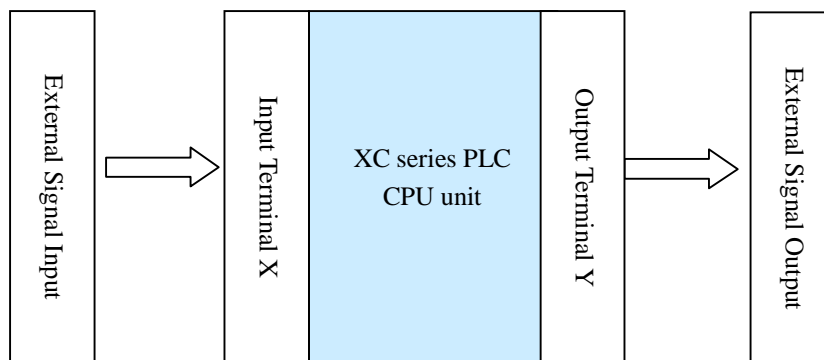 External Signal Input
Input Terminal X
XC series PLC
CPU unit
Output Terminal Y
External Signal Output